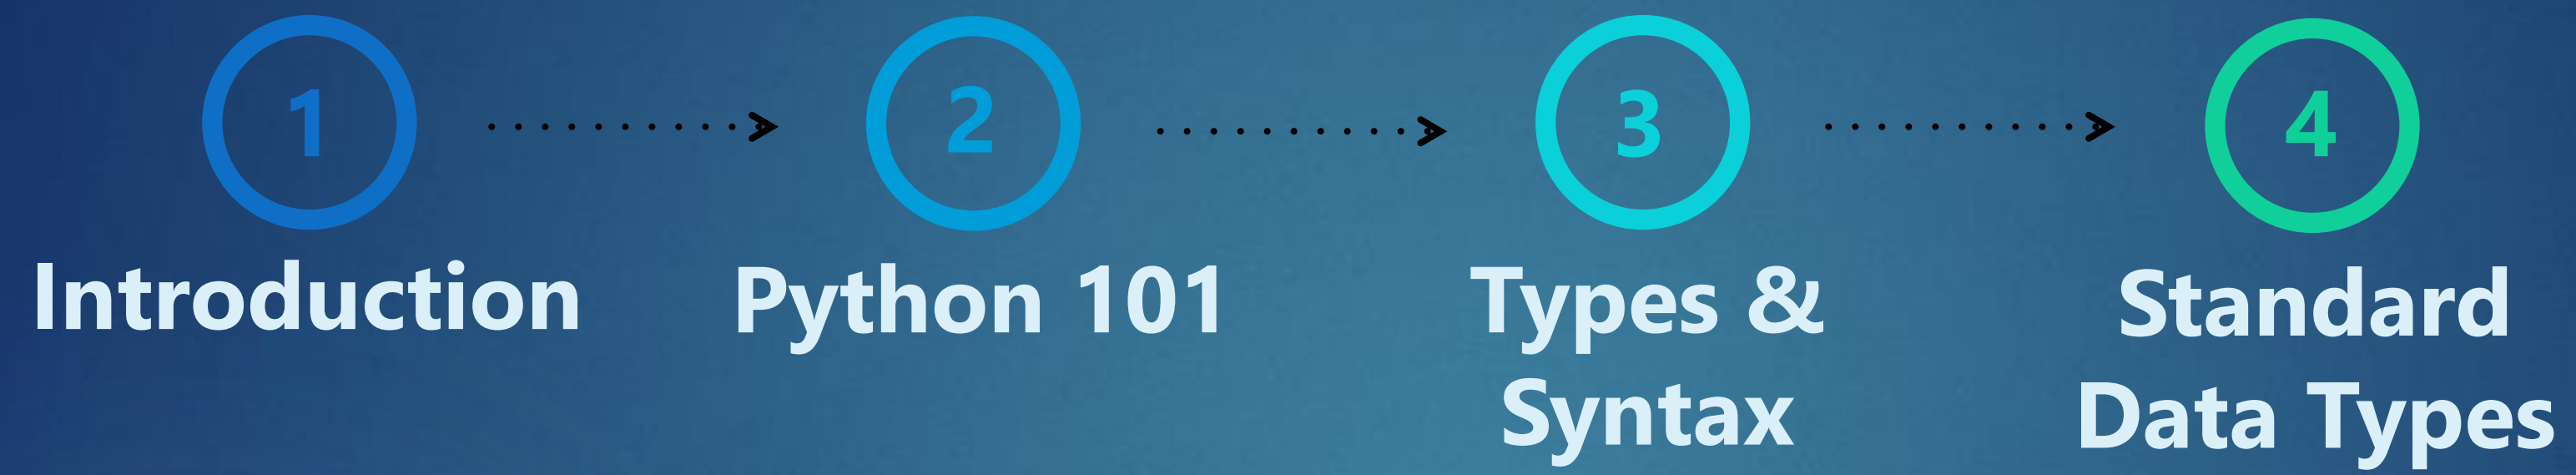 1
2
3
4
Introduction
Python 101
Types &
Syntax
Standard
Data Types